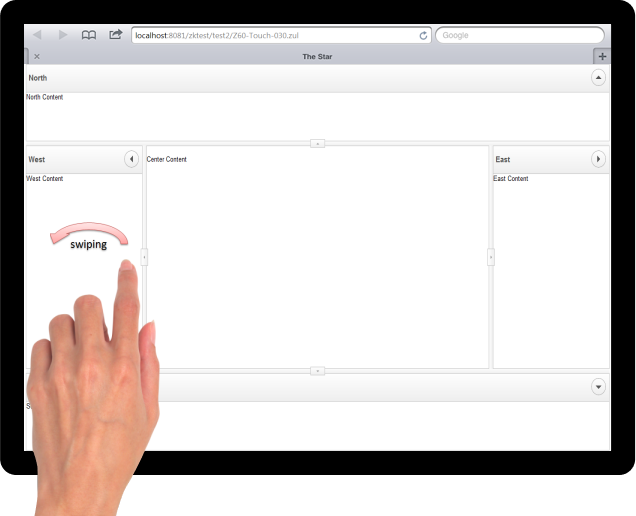 localhost:8081/zktest/test2/Z60-Touch-030.zul
Google
The Star
North
North Content
West
West Content
Center Content
East
East Content
swiping
S